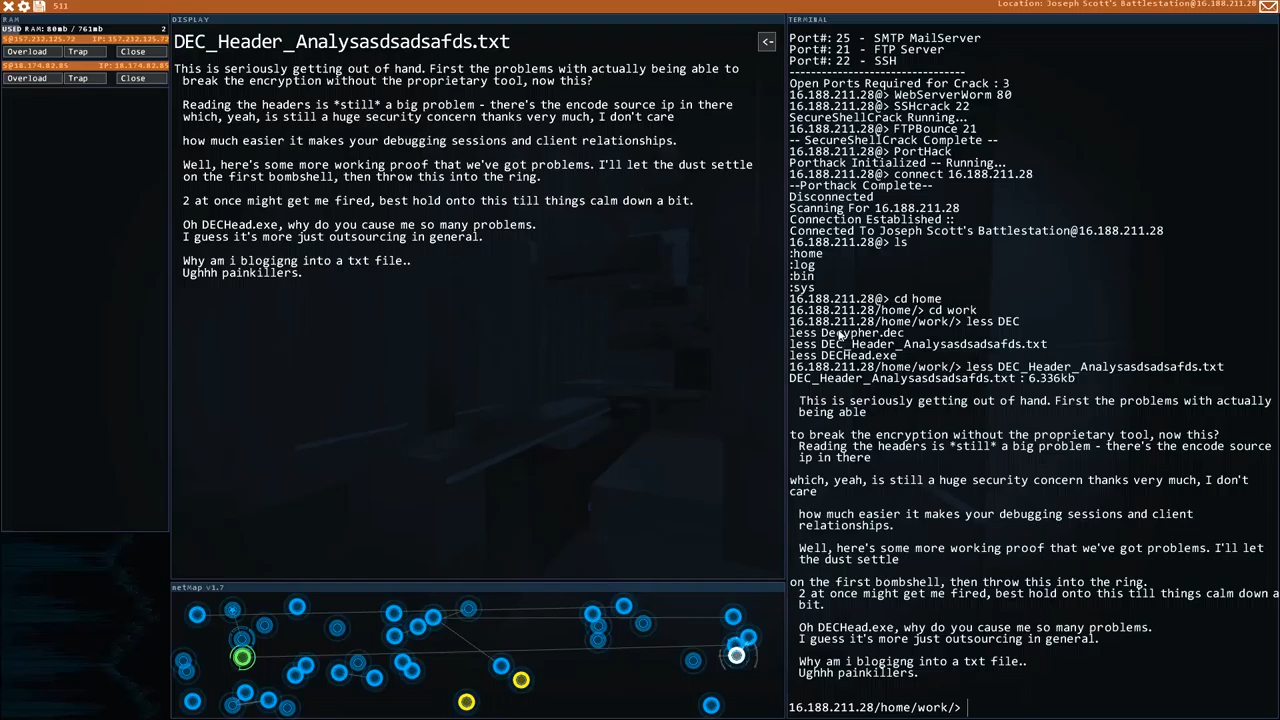 511
Location: Joseph Scott's Battlestation@16.188.211.28
RAM
USED RAM: 80mb / 761mb 2
S@157.232.125.72 IP:157.232.125.72
Overload Trap Close
S@18.174.82.85 IP:18.174.82.85
Overload Trap Close
DISPLAY
DEC_Header_Analysasdsadsafds.txt
<-
This is seriously getting out of hand. First the problems with actually being able to
break the encryption without the proprietary tool, now this?
Reading the headers is *still* a big problem - there's the encode source ip in there
which, yeah, is still a huge security concern thanks very much, I don't care
how much easier it makes your debugging sessions and client relationships.
Well, here's some more working proof that we've got problems. I'll let the dust settle
on the first bombshell, then throw this into the ring.
2 at once might get me fired, best hold onto this till things calm down a bit.
Oh DECHead.exe, why do you cause me so many problems.
I guess it's more just outsourcing in general.
Why am i blogigng into a txt file..
Ughhh painkillers.
netMap v1.7
TERMINAL
Port#: 25 - SMTP MailServer
Port#: 21 - FTP Server
Port#: 22 - SSH
---------------------------------
Open Ports Required for Crack : 3
16.188.211.28@> WebServerWorm 80
16.188.211.28@> SSHcrack 22
SecureShellCrack Running...
16.188.211.28@> FTPBounce 21
-- SecureShellCrack Complete --
16.188.211.28@> PortHack
Porthack Initialized -- Running...
16.188.211.28@> connect 16.188.211.28
--Porthack Complete--
Disconnected
Scanning For 16.188.211.28
Connection Established ::
Connected To Joseph Scott's Battlestation@16.188.211.28
16.188.211.28@> ls
:home
:log
:bin
:sys
16.188.211.28@> cd home
16.188.211.28/home/> cd work
16.188.211.28/home/work/> less DEC
less Decypher.dec
less DEC_Header_Analysasdsadsafds.txt
less DECHead.exe
16.188.211.28/home/work/> less DEC_Header_Analysasdsadsafds.txt
DEC_Header_Analysasdsadsafds.txt : 6.336kb
This is seriously getting out of hand. First the problems with actually
being able
to break the encryption without the proprietary tool, now this?
Reading the headers is *still* a big problem - there's the encode source
ip in there
which, yeah, is still a huge security concern thanks very much, I don't
care
how much easier it makes your debugging sessions and client
relationships.
Well, here's some more working proof that we've got problems. I'll let
the dust settle
on the first bombshell, then throw this into the ring.
2 at once might get me fired, best hold onto this till things calm down a
bit.
Oh DECHead.exe, why do you cause me so many problems.
I guess it's more just outsourcing in general.
Why am i blogigng into a txt file..
Ughhh painkillers.
16.188.211.28/home/work/>